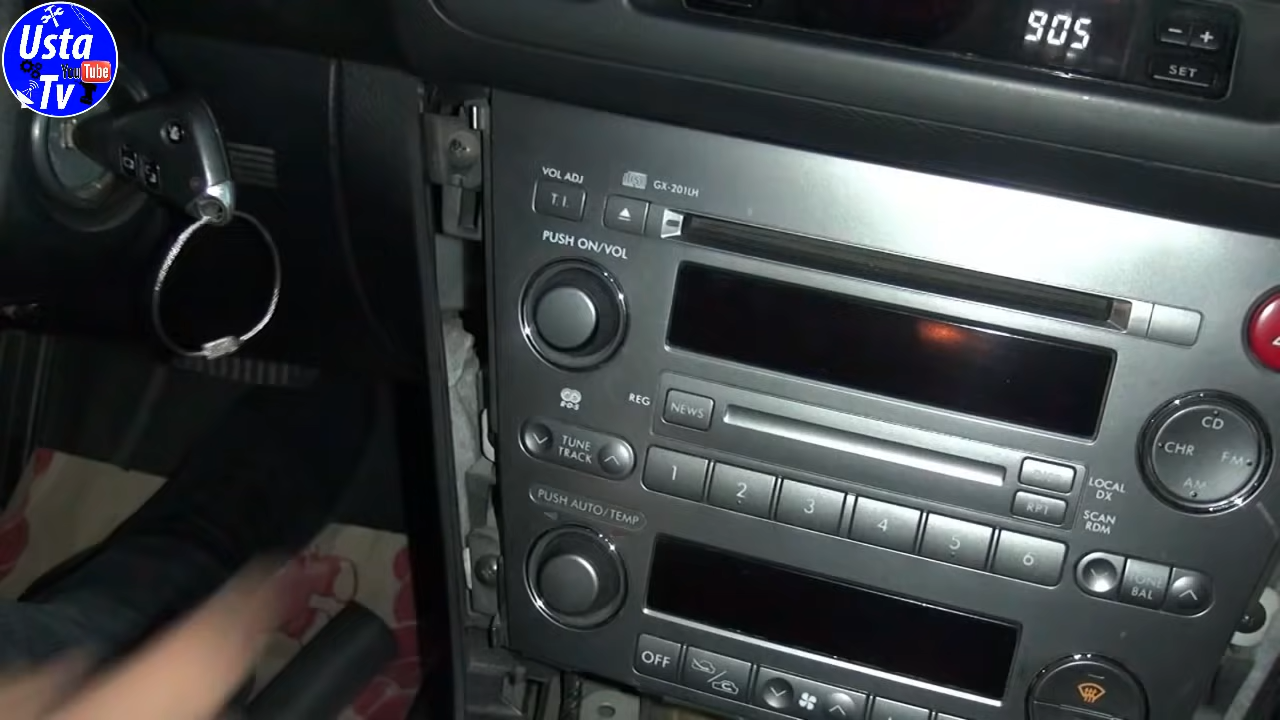 Usta
YouTube
Tv
905
- +
SET
VOL ADJ
T.I.
GX-201LH
PUSH ON/VOL
R·D·S
REG
NEWS
TUNE
TRACK
CD
CHR
FM
AM
1
2
3
4
5
6
RPT
LOCAL
DX
SCAN
RDM
PUSH AUTO/TEMP
TONE
BAL
OFF